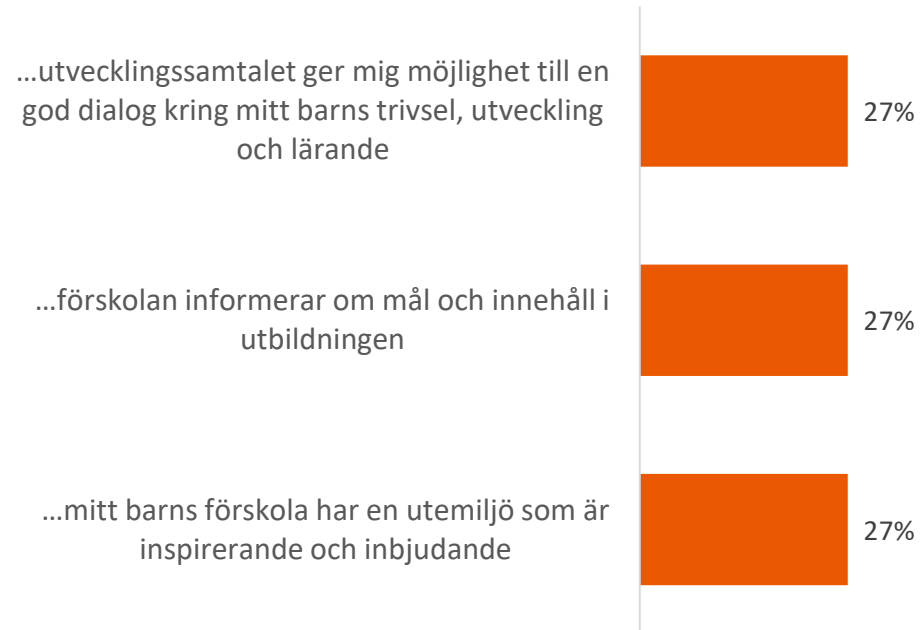 ...utvecklingssamtalet ger mig möjlighet till en
god dialog kring mitt barns trivsel, utveckling
och lärande
27%
...förskolan informerar om mål och innehåll i
utbildningen
27%
...mitt barns förskola har en utemiljö som är
inspirerande och inbjudande
27%